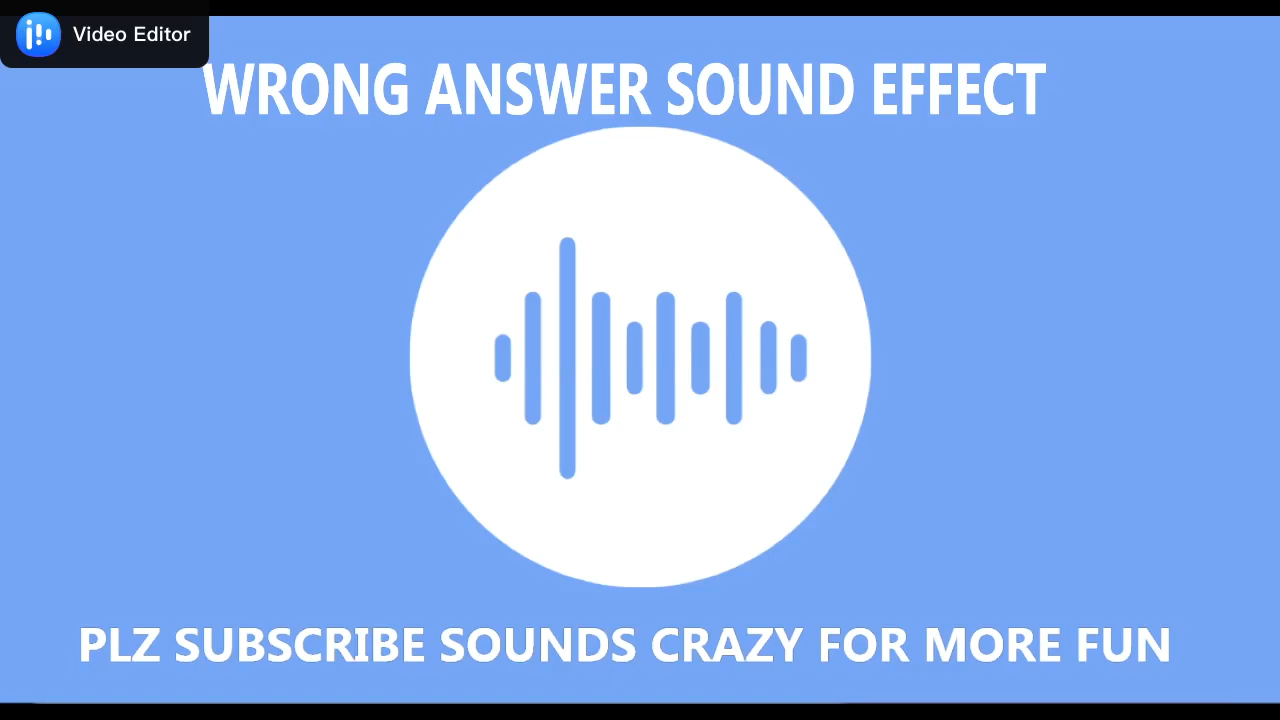 Video Editor
WRONG ANSWER SOUND EFFECT
PLZ SUBSCRIBE SOUNDS CRAZY FOR MORE FUN